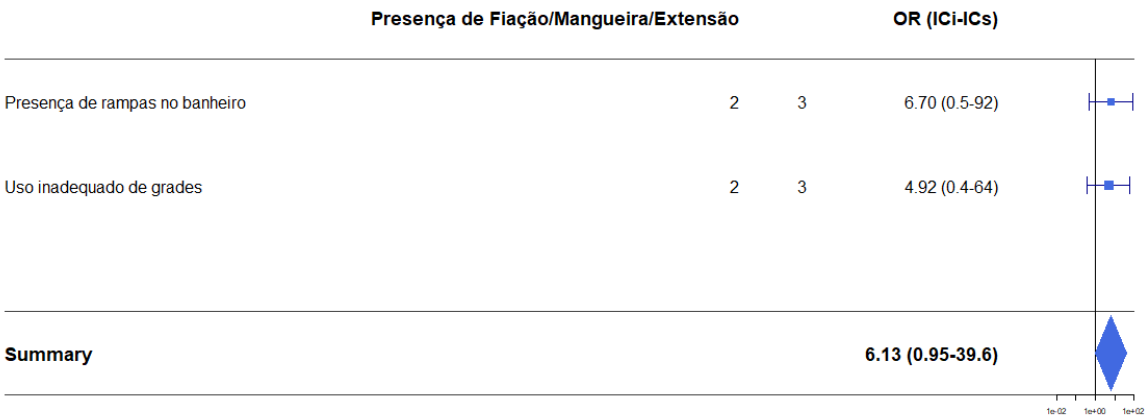 Presença de Fiação/Mangueira/Extensão OR (ICi-ICs)
Presença de rampas no banheiro 2 3 6.70 (0.5-92)
Uso inadequado de grades 2 3 4.92 (0.4-64)
Summary 6.13 (0.95-39.6)
1e-02 1e+00 1e+02